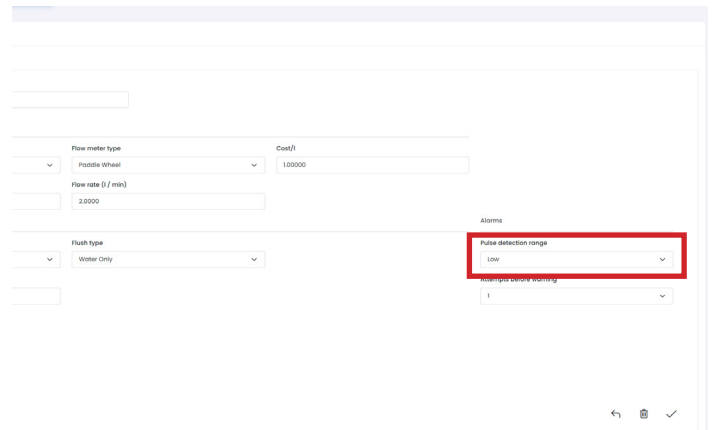 Flow meter type
Cost/l
Paddle Wheel
1.00000
Flow rate (l / min)
2.0000
Alarms
Flush type
Pulse detection range
Water Only
Low
Attempts before warning
1